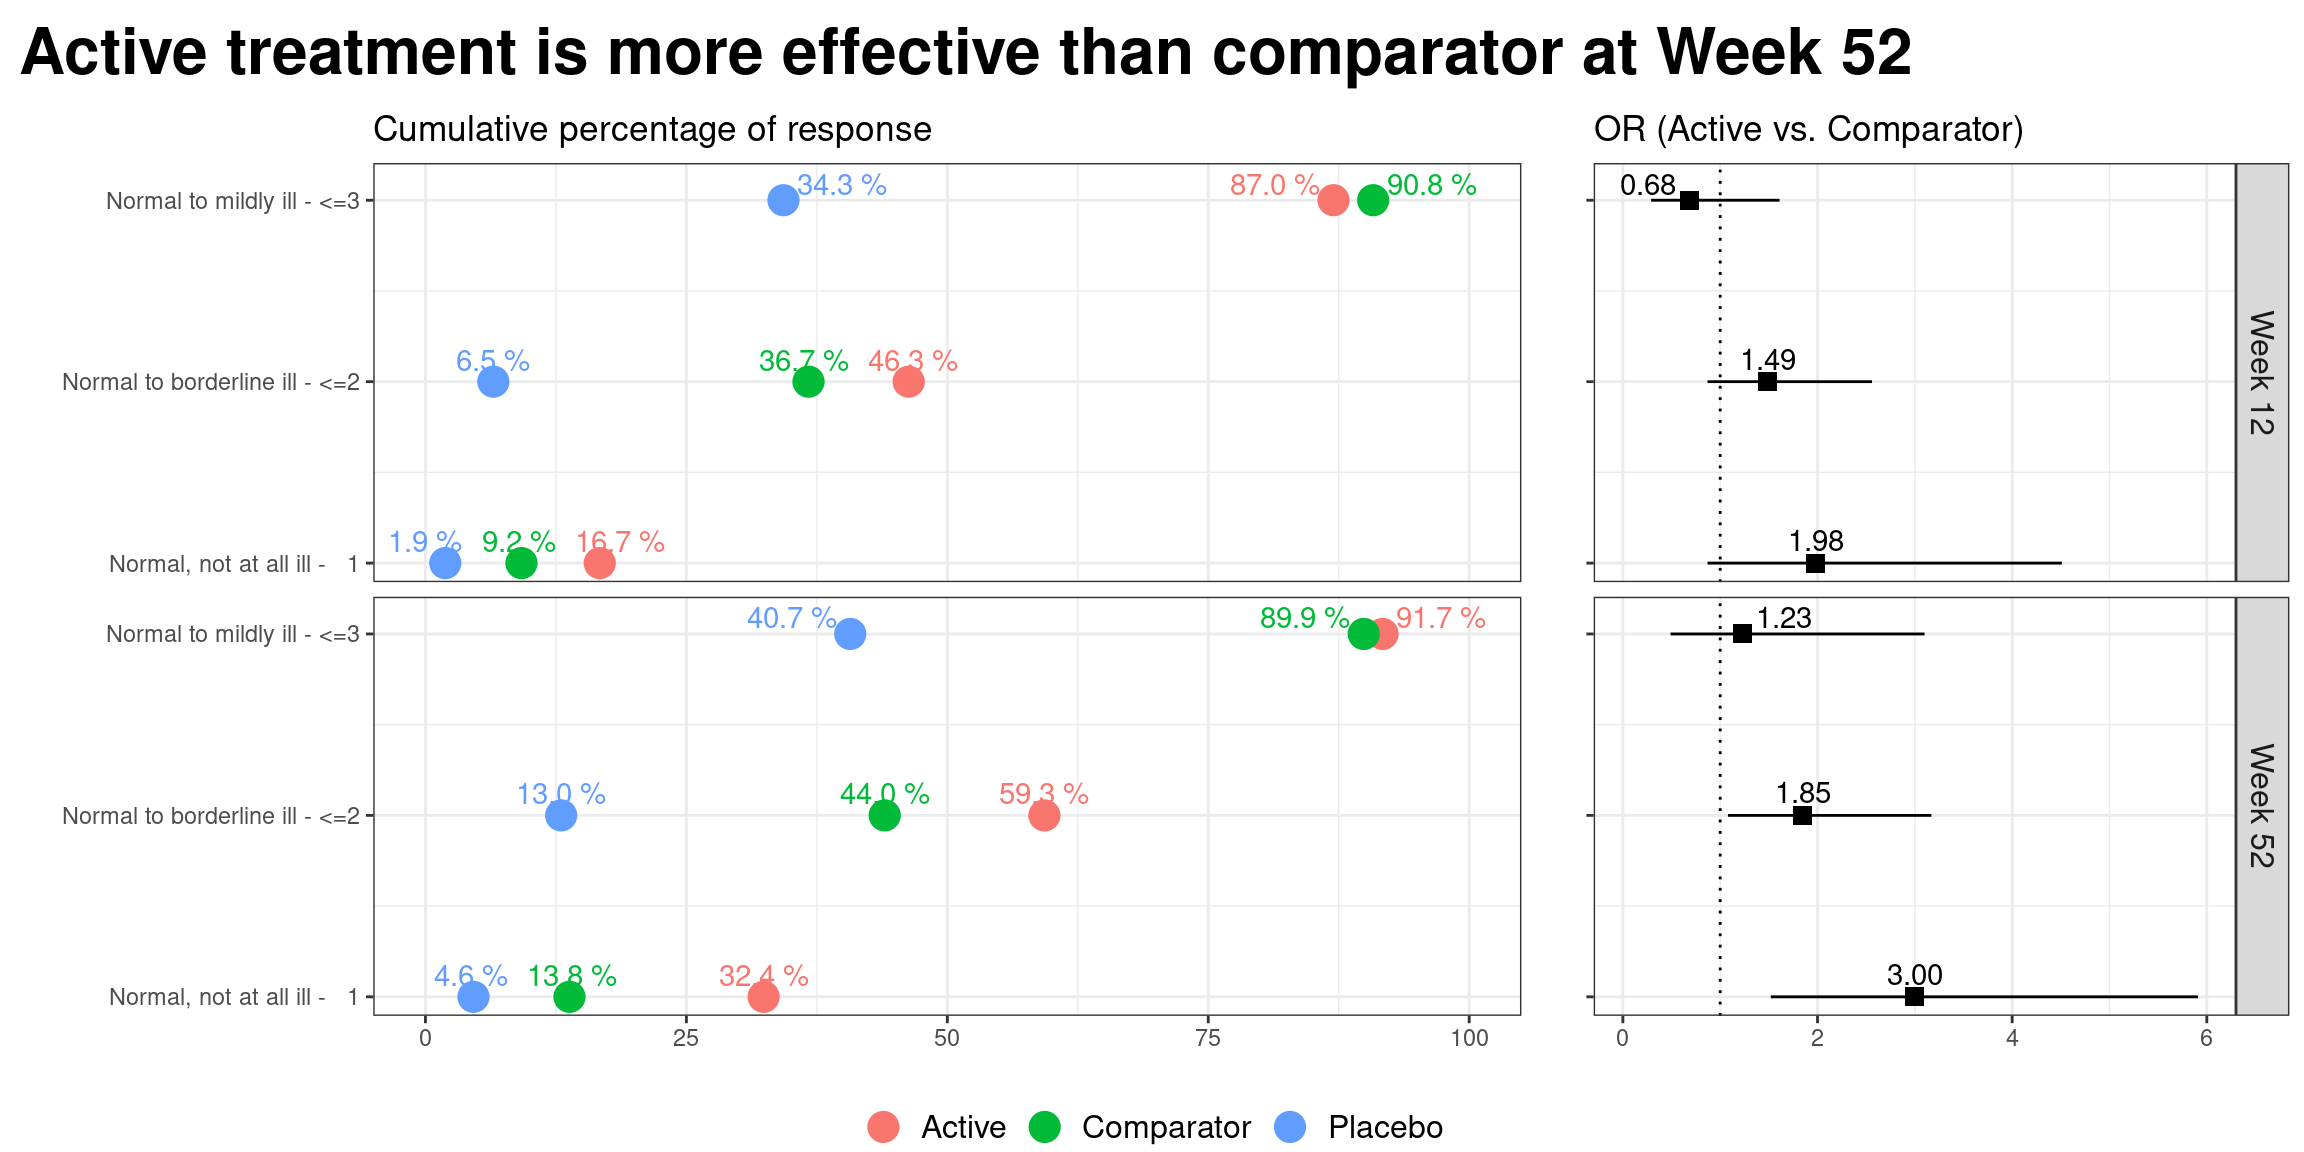 Active treatment is more effective than comparator at Week 52
Cumulative percentage of response
OR (Active vs. Comparator)
Normal to mildly ill - <=3
34.3 %
87.0 %
90.8 %
0.68
Normal to borderline ill - <=2
6.5 %
36.7 %
46.3 %
1.49
Normal, not at all ill - 1
1.9 %
9.2 %
16.7 %
1.98
Week 12
Normal to mildly ill - <=3
40.7 %
89.9 %
91.7 %
1.23
Normal to borderline ill - <=2
13.0 %
44.0 %
59.3 %
1.85
Normal, not at all ill - 1
4.6 %
13.8 %
32.4 %
3.00
Week 52
0 25 50 75 100
0 2 4 6
Active Comparator Placebo